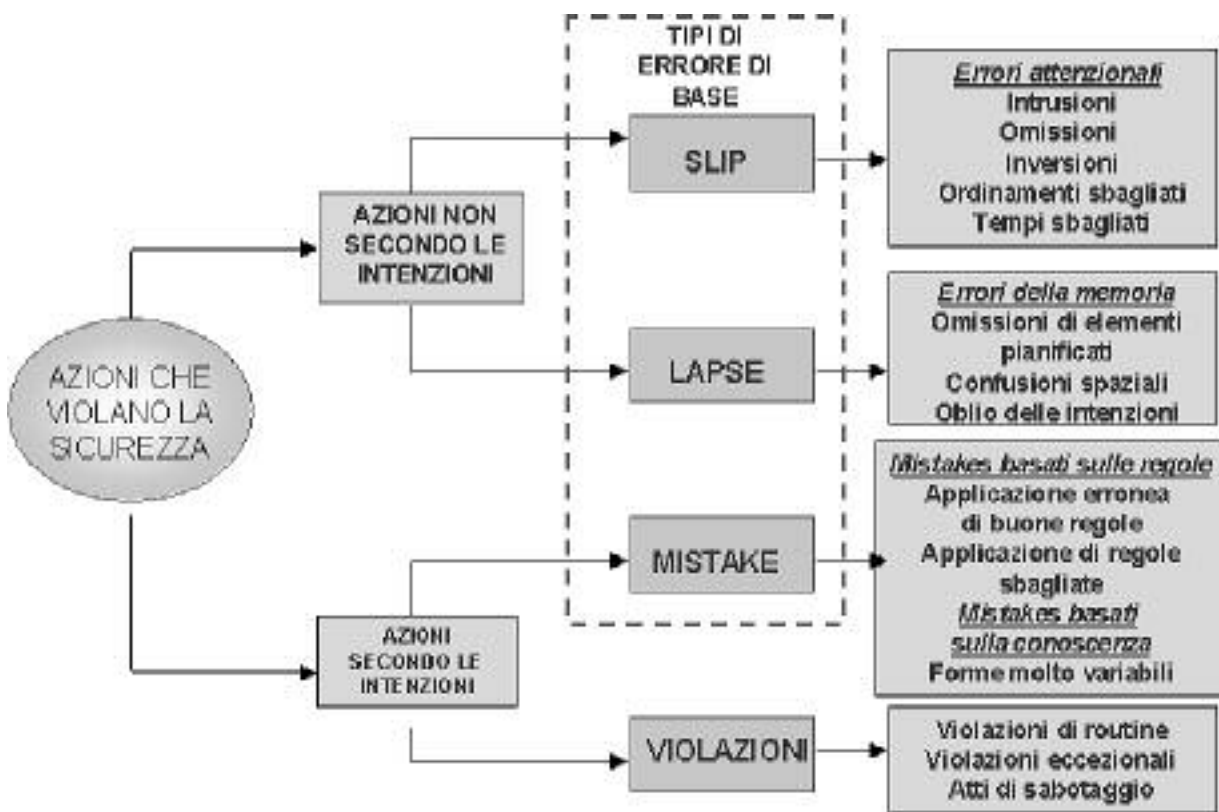 TIPI DI
ERRORE DI
BASE
SLIP
Errori attenzionali
Intrusioni
Omissioni
Inversioni
Ordinamenti sbagliati
Tempi sbagliati
AZIONI NON
SECONDO LE
INTENZIONI
LAPSE
Errori della memoria
Omissioni di elementi
pianificati
Confusioni spaziali
Oblio delle intenzioni
AZIONI CHE
VIOLANO LA
SICUREZZA
MISTAKE
Mistakes basati sulle regole
Applicazione erronea
di buone regole
Applicazione di regole
sbagliate
Mistakes basati
sulla conoscenza
Forme molto variabili
AZIONI
SECONDO LE
INTENZIONI
VIOLAZIONI
Violazioni di routine
Violazioni eccezionali
Atti di sabotaggio